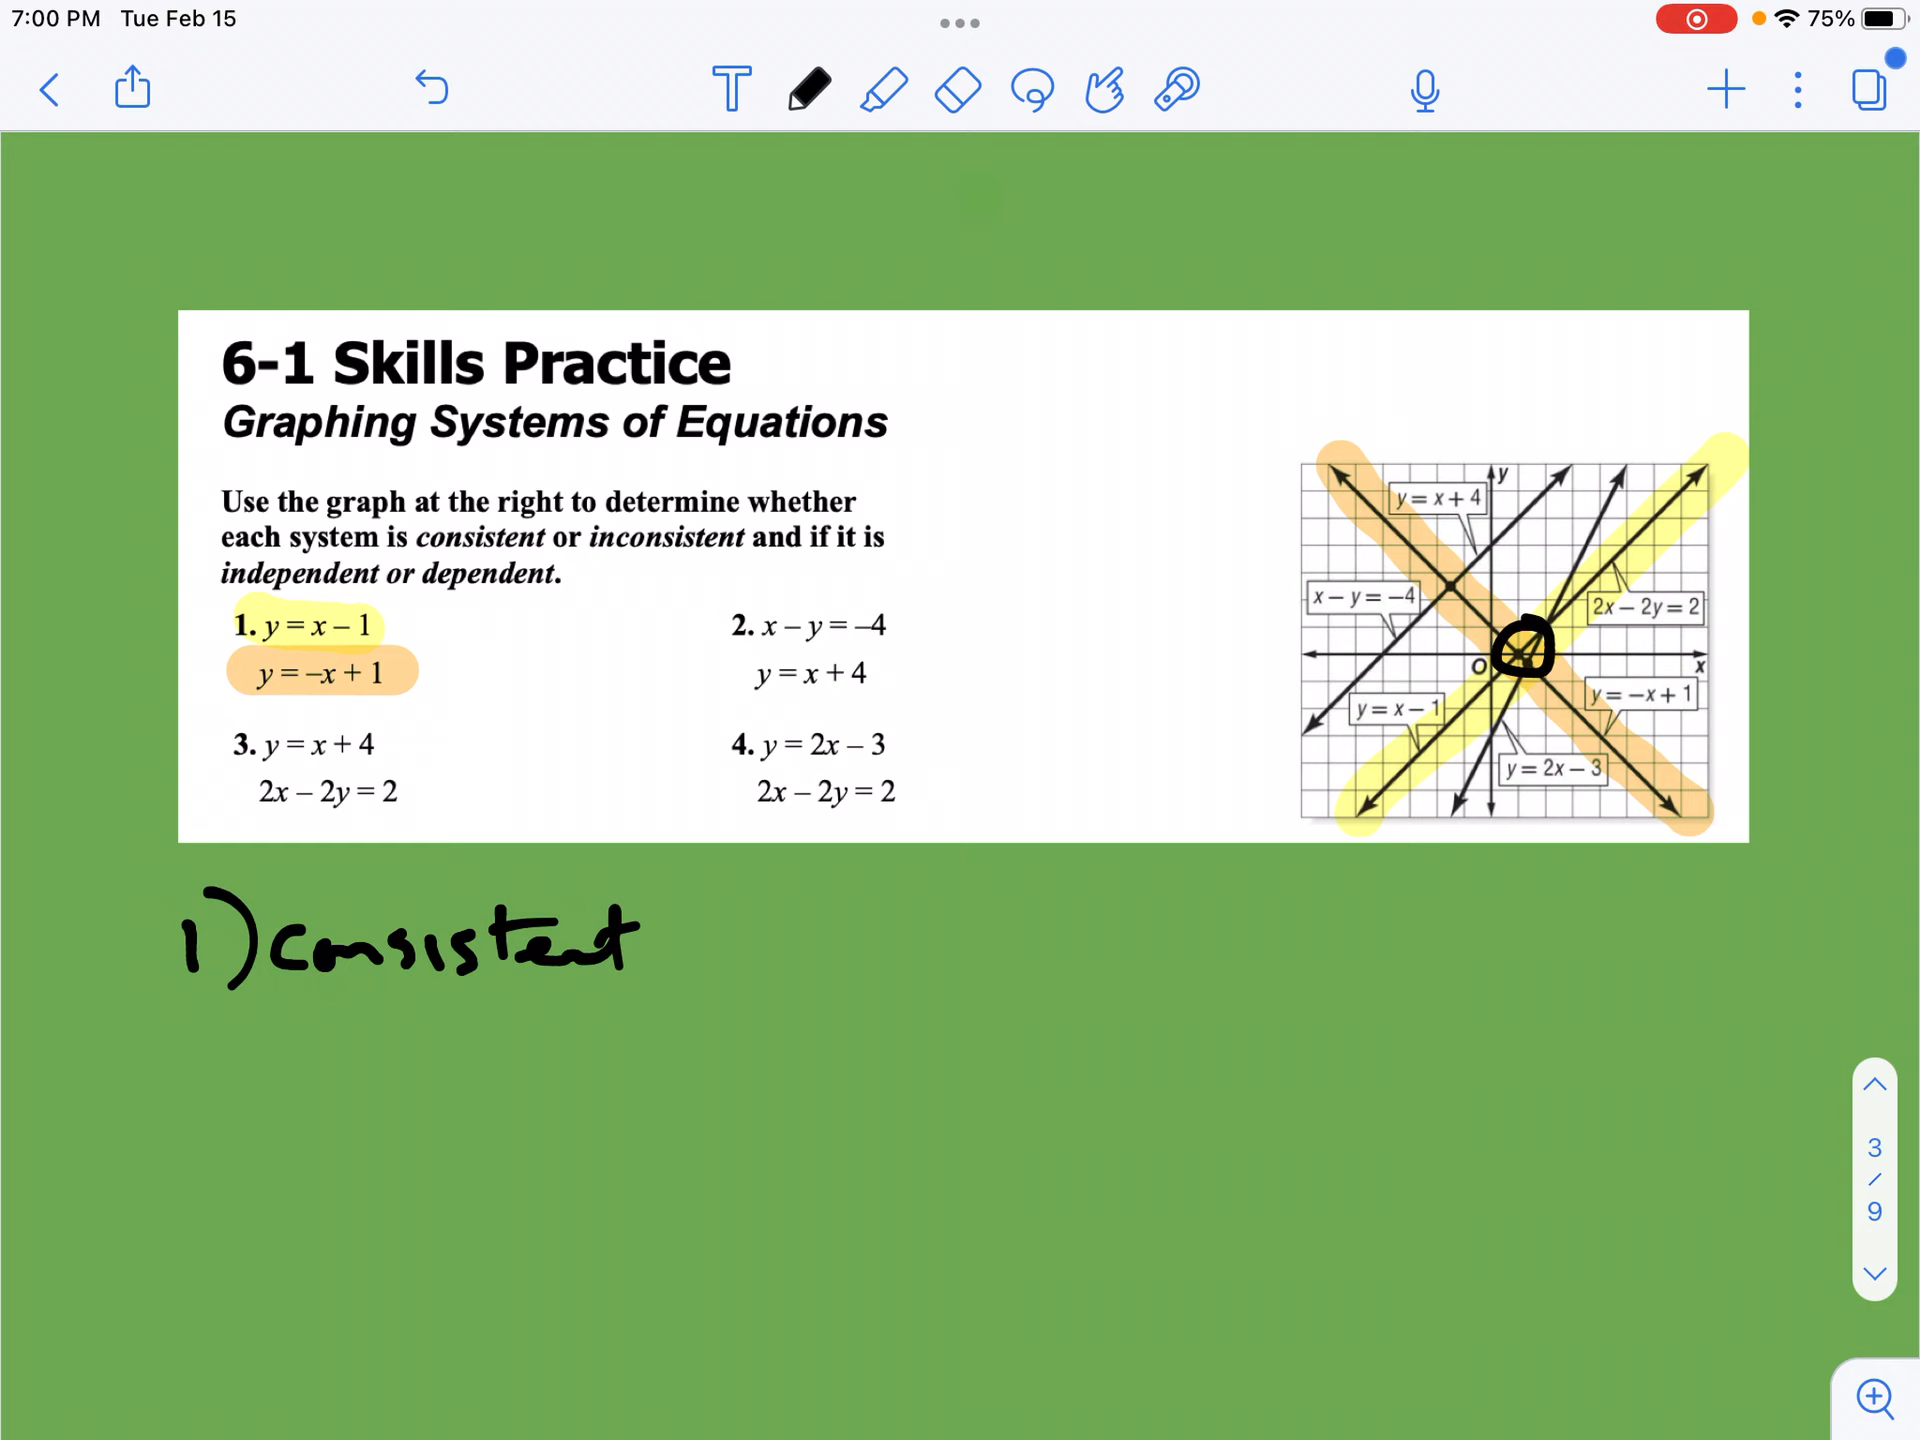 7:00 PM Tue Feb 15
75%
T
6-1 Skills Practice
Graphing Systems of Equations
Use the graph at the right to determine whether
each system is consistent or inconsistent and if it is
independent or dependent.
1. y = x – 1
y = –x + 1
2. x – y = –4
y = x + 4
3. y = x + 4
2x – 2y = 2
4. y = 2x – 3
2x – 2y = 2
y
y = x + 4
x – y = –4
2x – 2y = 2
O
x
y = x – 1
y = –x + 1
y = 2x – 3
1) consistent
3
/
9